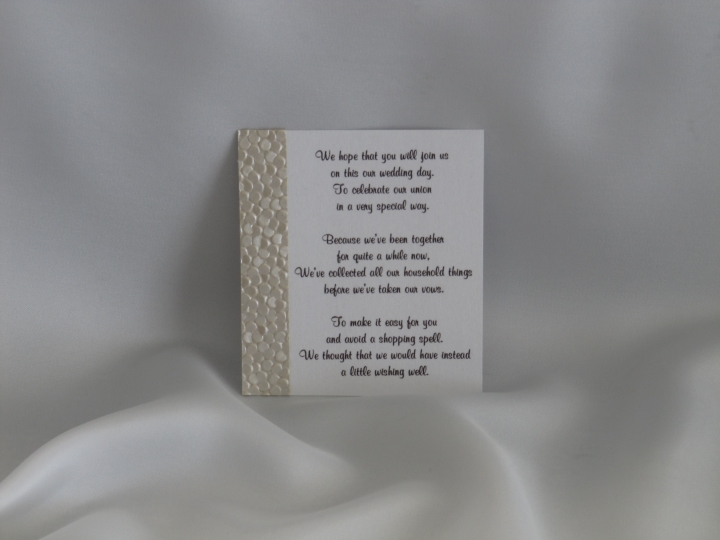 We hope that you will join us
on this our wedding day.
To celebrate our union
in a very special way.
Because we've been together
for quite a while now,
We've collected all our household things
before we've taken our vows.
To make it easy for you
and avoid a shopping spell.
We thought that we would have instead
a little wishing well.